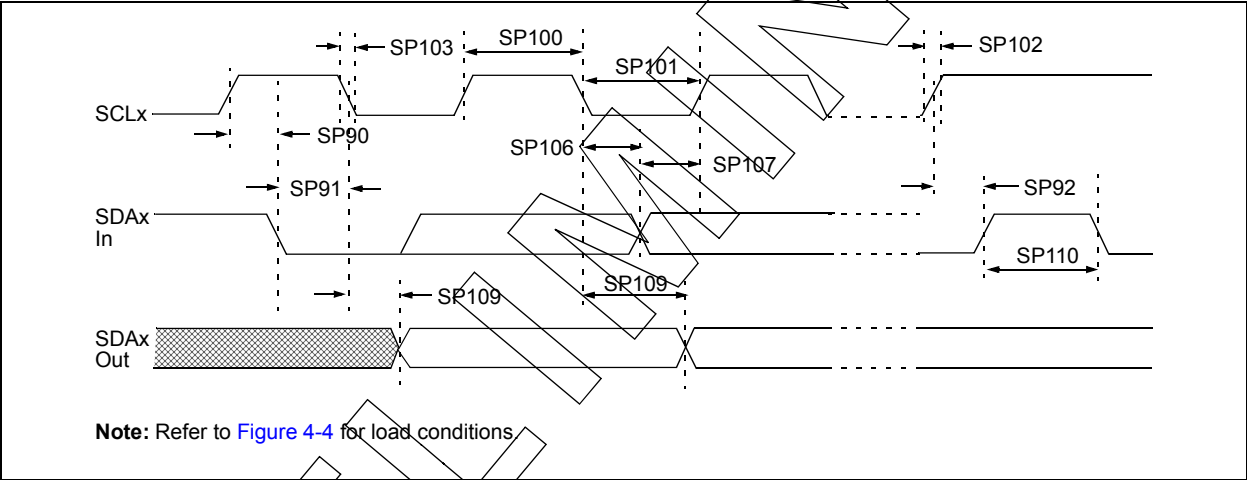 SP103
SP100
SP101
SP102
SCLx
SP90
SP106
SP107
SP91
SP92
SDAx
In
SP110
SP109
SP109
SDAx
Out
Note: Refer to Figure 4-4 for load conditions.